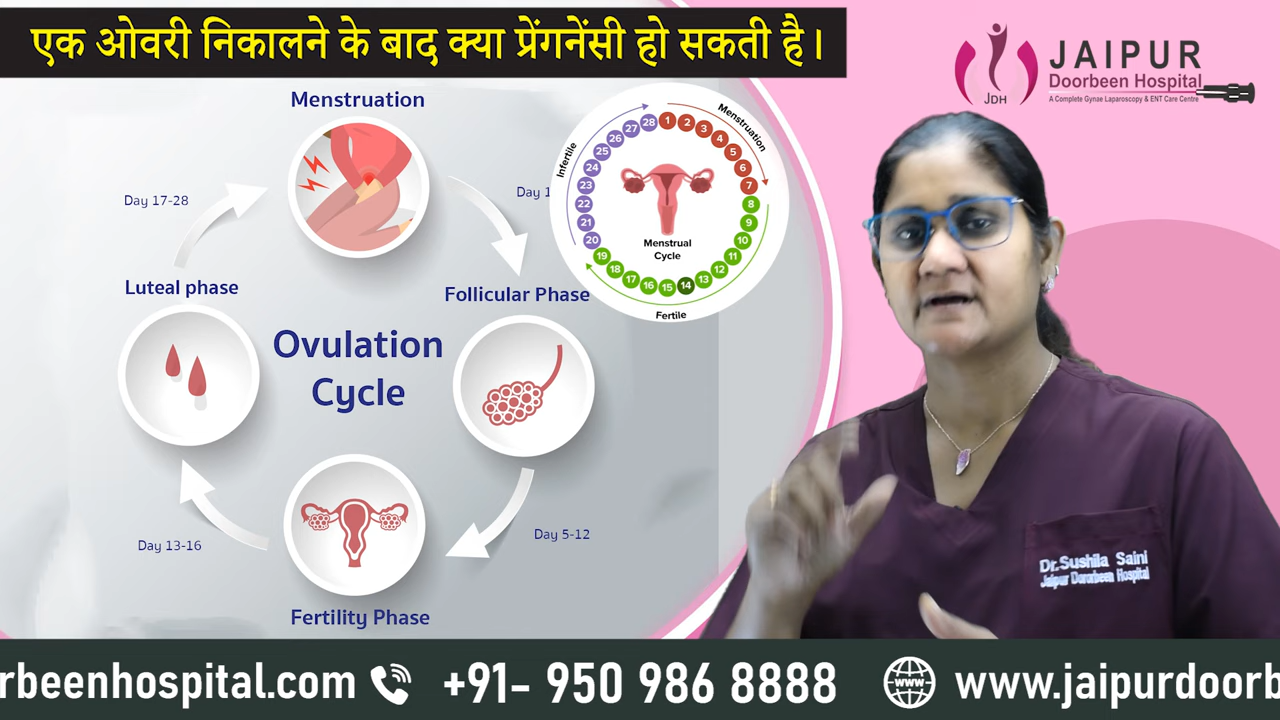 एक ओवरी निकालने के बाद क्या प्रेंगनेंसी हो सकती है।
JDH
JAIPUR
Doorbeen Hospital
A Complete Gynae Laparoscopy & ENT Care Centre
Menstruation
Day 17-28
Day 1
Luteal phase
Follicular Phase
Ovulation
Cycle
Day 13-16
Day 5-12
Fertility Phase
Menstruation
Infertile
Fertile
1 2 3 4 5 6 7 8 9 10 11 12 13 14 15 16 17 18 19 20 21 22 23 24 25 26 27 28
Menstrual
Cycle
Dr.Sushila Saini
Jaipur Dororbeen Hospital
rbeenhospital.com +91- 950 986 8888 www www.jaipurdoorb